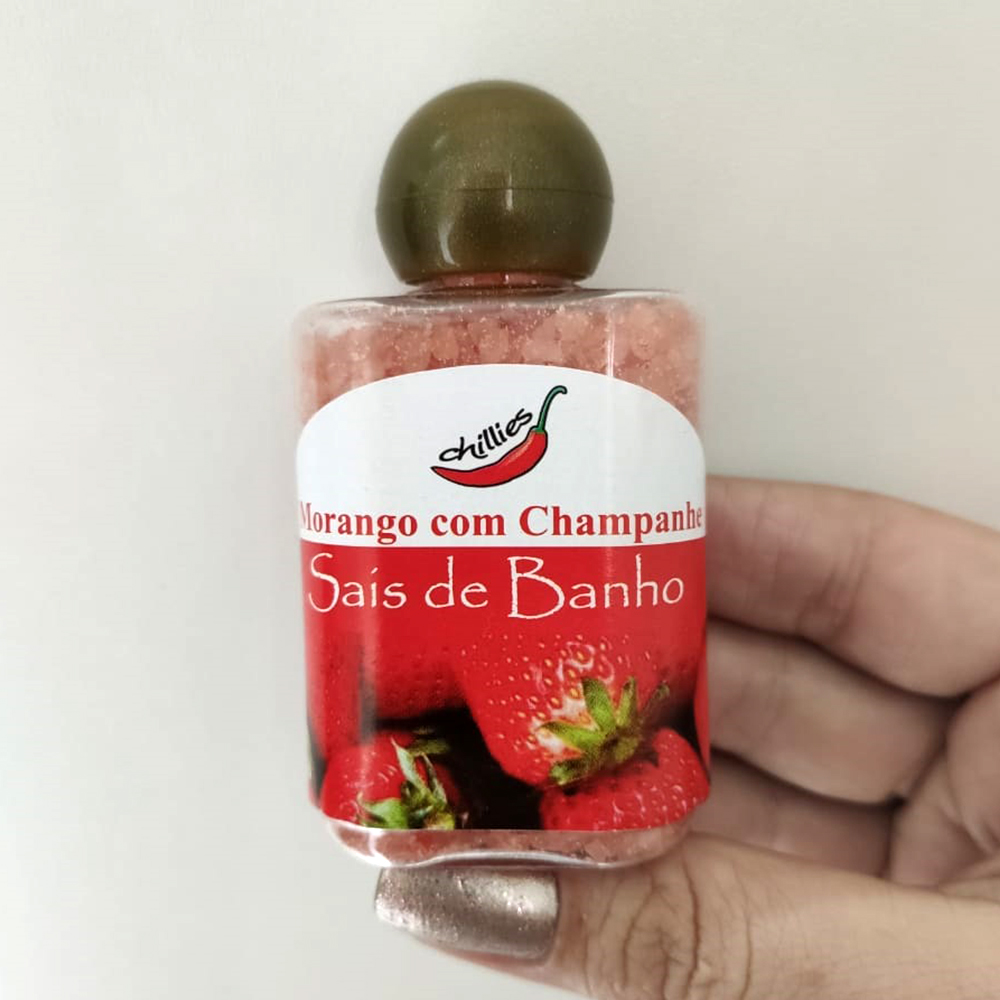 chillies
Morango com Champanhe
Sais de Banho